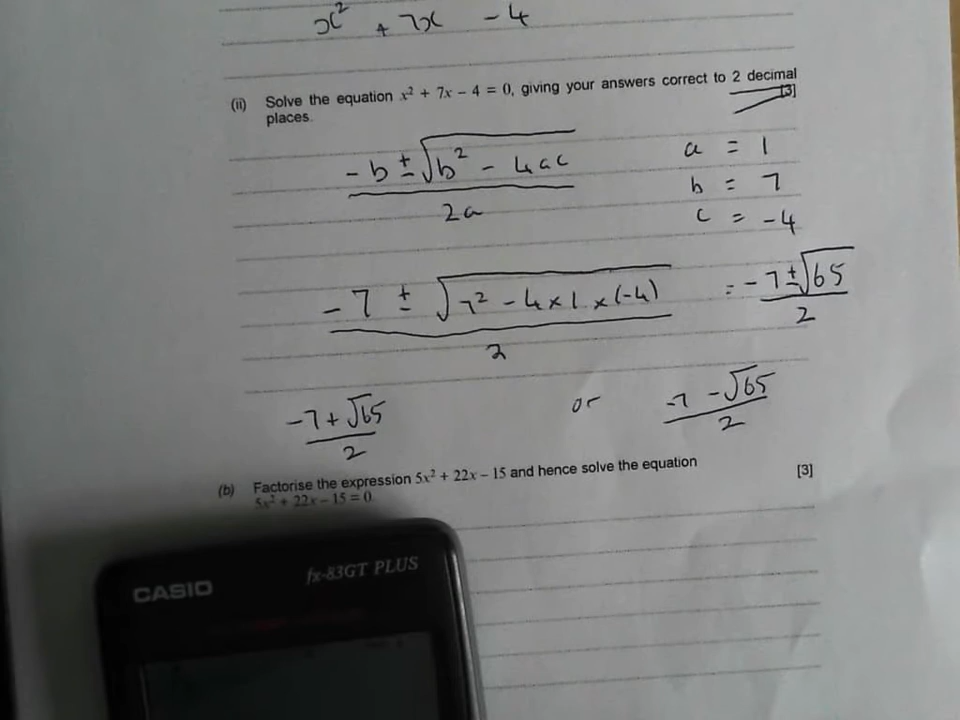 x² + 7x - 4
(ii) Solve the equation x² + 7x − 4 = 0, giving your answers correct to 2 decimal
places. [3]
-b ± √b² - 4ac
2a
a = 1
b = 7
c = -4
-7 ± √7² - 4 x 1 x (-4)
2
= -7 ± √65
2
-7 + √65
2
or
-7 - √65
2
(b) Factorise the expression 5x² + 22x − 15 and hence solve the equation [3]
5x² + 22x − 15 = 0.
CASIO fx-83GT PLUS